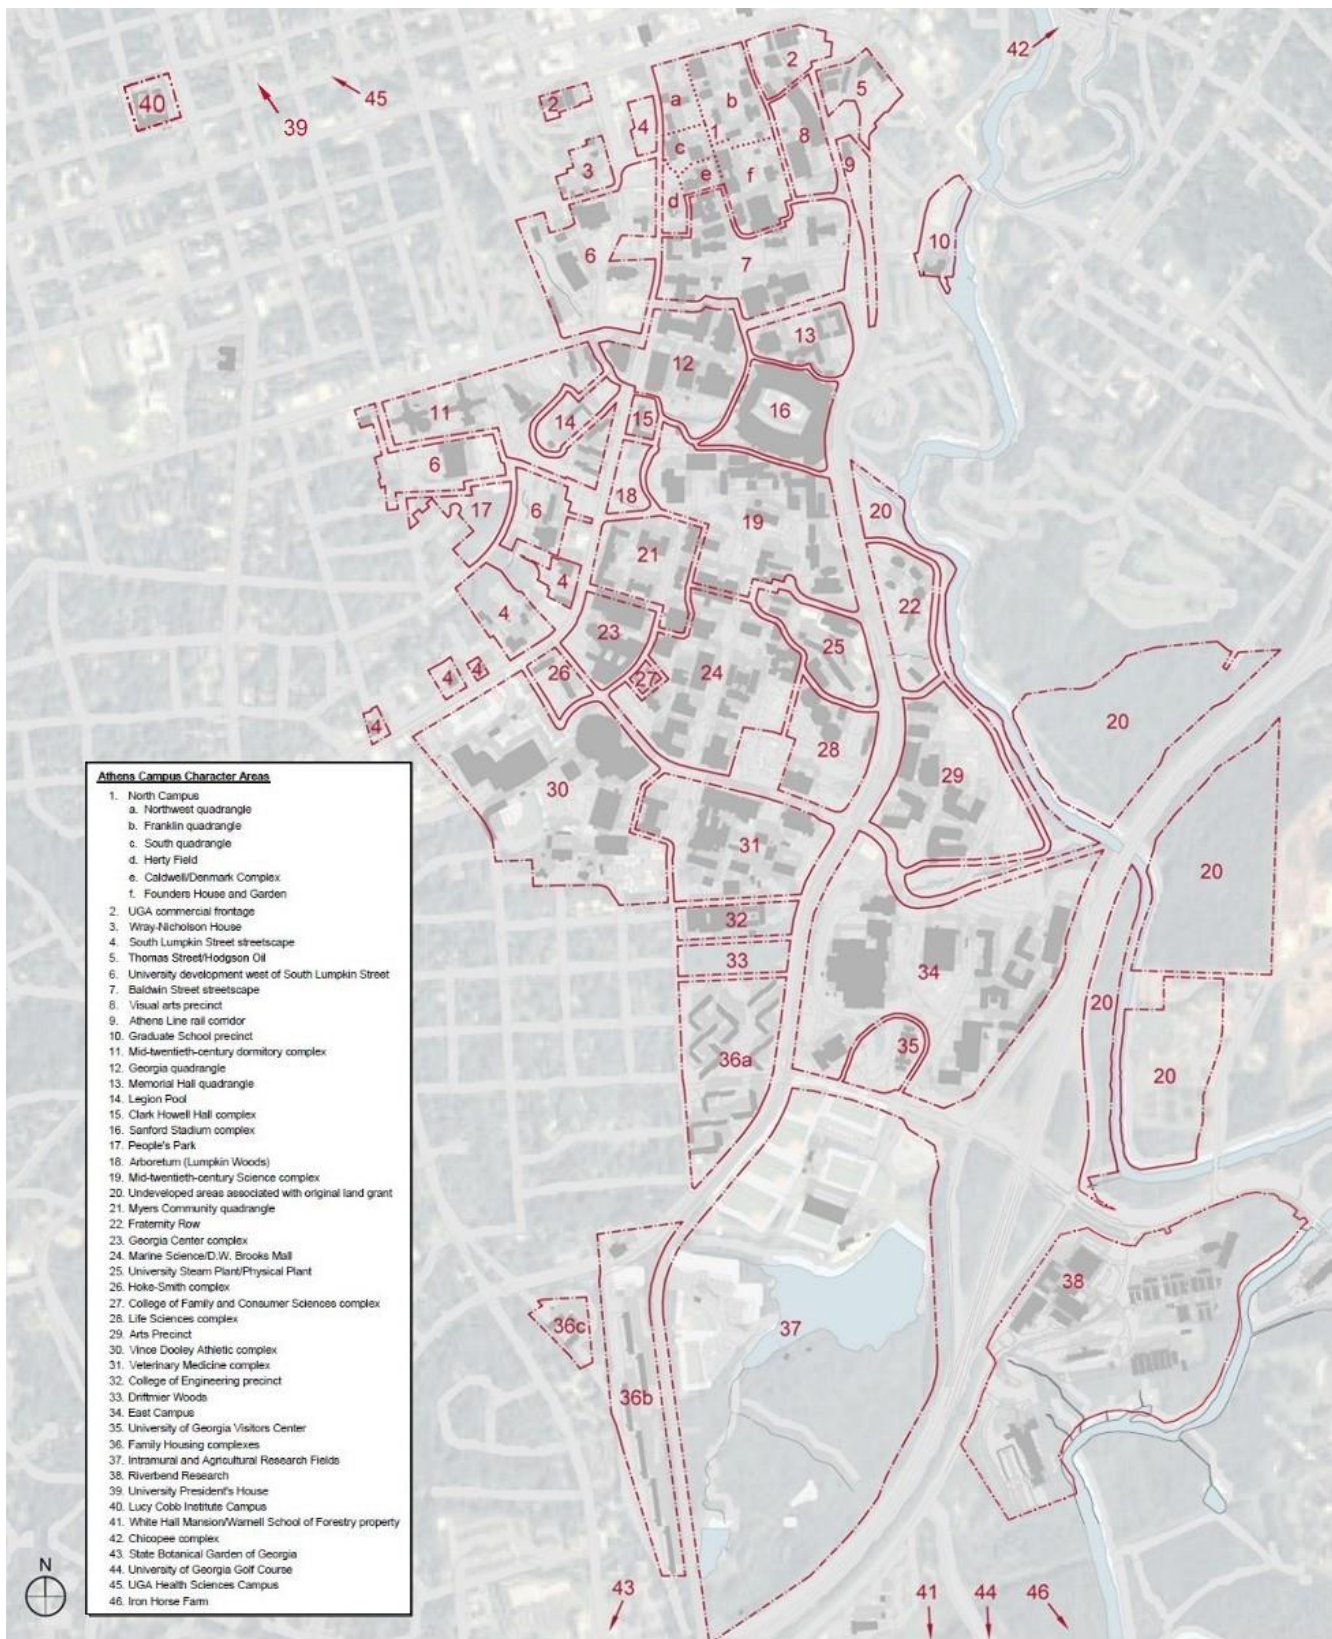 40
39
45
42
2
4
3
a
b
c
1
e
f
d
2
8
5
9
10
6
7
12
13
16
11
14
15
6
17
6
18
19
20
21
22
4
4
23
24
25
26
27
4
4
4
28
29
20
20
30
31
32
33
34
20
20
35
36a
36b
36c
37
38
43
41
44
46
N
Athens Campus Character Areas
1. North Campus
a. Northwest quadrangle
b. Franklin quadrangle
c. South quadrangle
d. Herty Field
e. Caldwell/Denmark Complex
f. Founders House and Garden
2. UGA commercial frontage
3. Wray-Nicholson House
4. South Lumpkin Street streetscape
5. Thomas Street/Hodgson Oil
6. University development west of South Lumpkin Street
7. Baldwin Street streetscape
8. Visual arts precinct
9. Athens Line rail corridor
10. Graduate School precinct
11. Mid-twentieth-century dormitory complex
12. Georgia quadrangle
13. Memorial Hall quadrangle
14. Legion Pool
15. Clark Howell Hall complex
16. Sanford Stadium complex
17. People's Park
18. Arboretum (Lumpkin Woods)
19. Mid-twentieth-century Science complex
20. Undeveloped areas associated with original land grant
21. Myers Community quadrangle
22. Fraternity Row
23. Georgia Center complex
24. Marine Science/D.W. Brooks Mall
25. University Steam Plant/Physical Plant
26. Hoke-Smith complex
27. College of Family and Consumer Sciences complex
28. Life Sciences complex
29. Arts Precinct
30. Vince Dooley Athletic complex
31. Veterinary Medicine complex
32. College of Engineering precinct
33. Driftmier Woods
34. East Campus
35. University of Georgia Visitors Center
36. Family Housing complexes
37. Intramural and Agricultural Research Fields
38. Riverbend Research
39. University President's House
40. Lucy Cobb Institute Campus
41. White Hall Mansion/Warnell School of Forestry property
42. Chicopee complex
43. State Botanical Garden of Georgia
44. University of Georgia Golf Course
45. UGA Health Sciences Campus
46. Iron Horse Farm